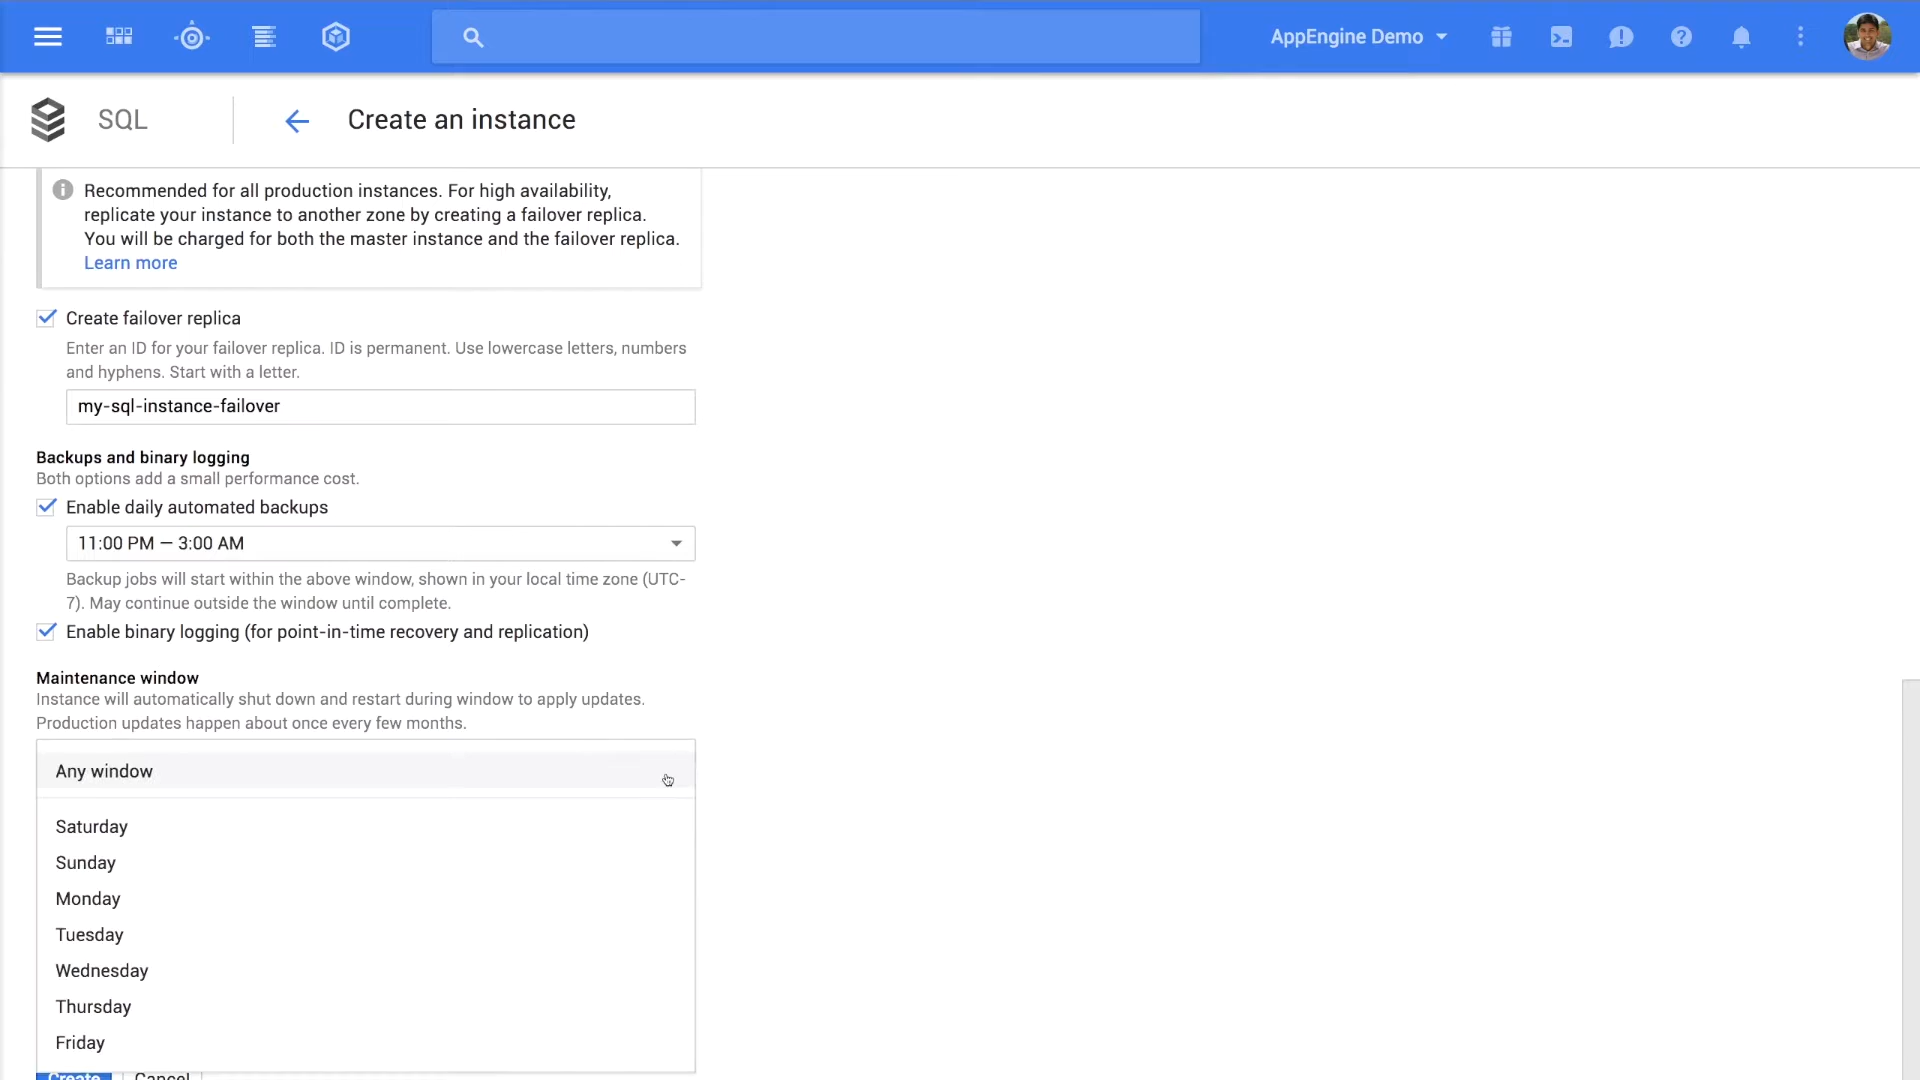 AppEngine Demo
SQL
Create an instance
Recommended for all production instances. For high availability,
replicate your instance to another zone by creating a failover replica.
You will be charged for both the master instance and the failover replica.
Learn more
Create failover replica
Enter an ID for your failover replica. ID is permanent. Use lowercase letters, numbers
and hyphens. Start with a letter.
my-sql-instance-failover
Backups and binary logging
Both options add a small performance cost.
Enable daily automated backups
11:00 PM — 3:00 AM
Backup jobs will start within the above window, shown in your local time zone (UTC-
7). May continue outside the window until complete.
Enable binary logging (for point-in-time recovery and replication)
Maintenance window
Instance will automatically shut down and restart during window to apply updates.
Production updates happen about once every few months.
Any window
Saturday
Sunday
Monday
Tuesday
Wednesday
Thursday
Friday
Create
Cancel